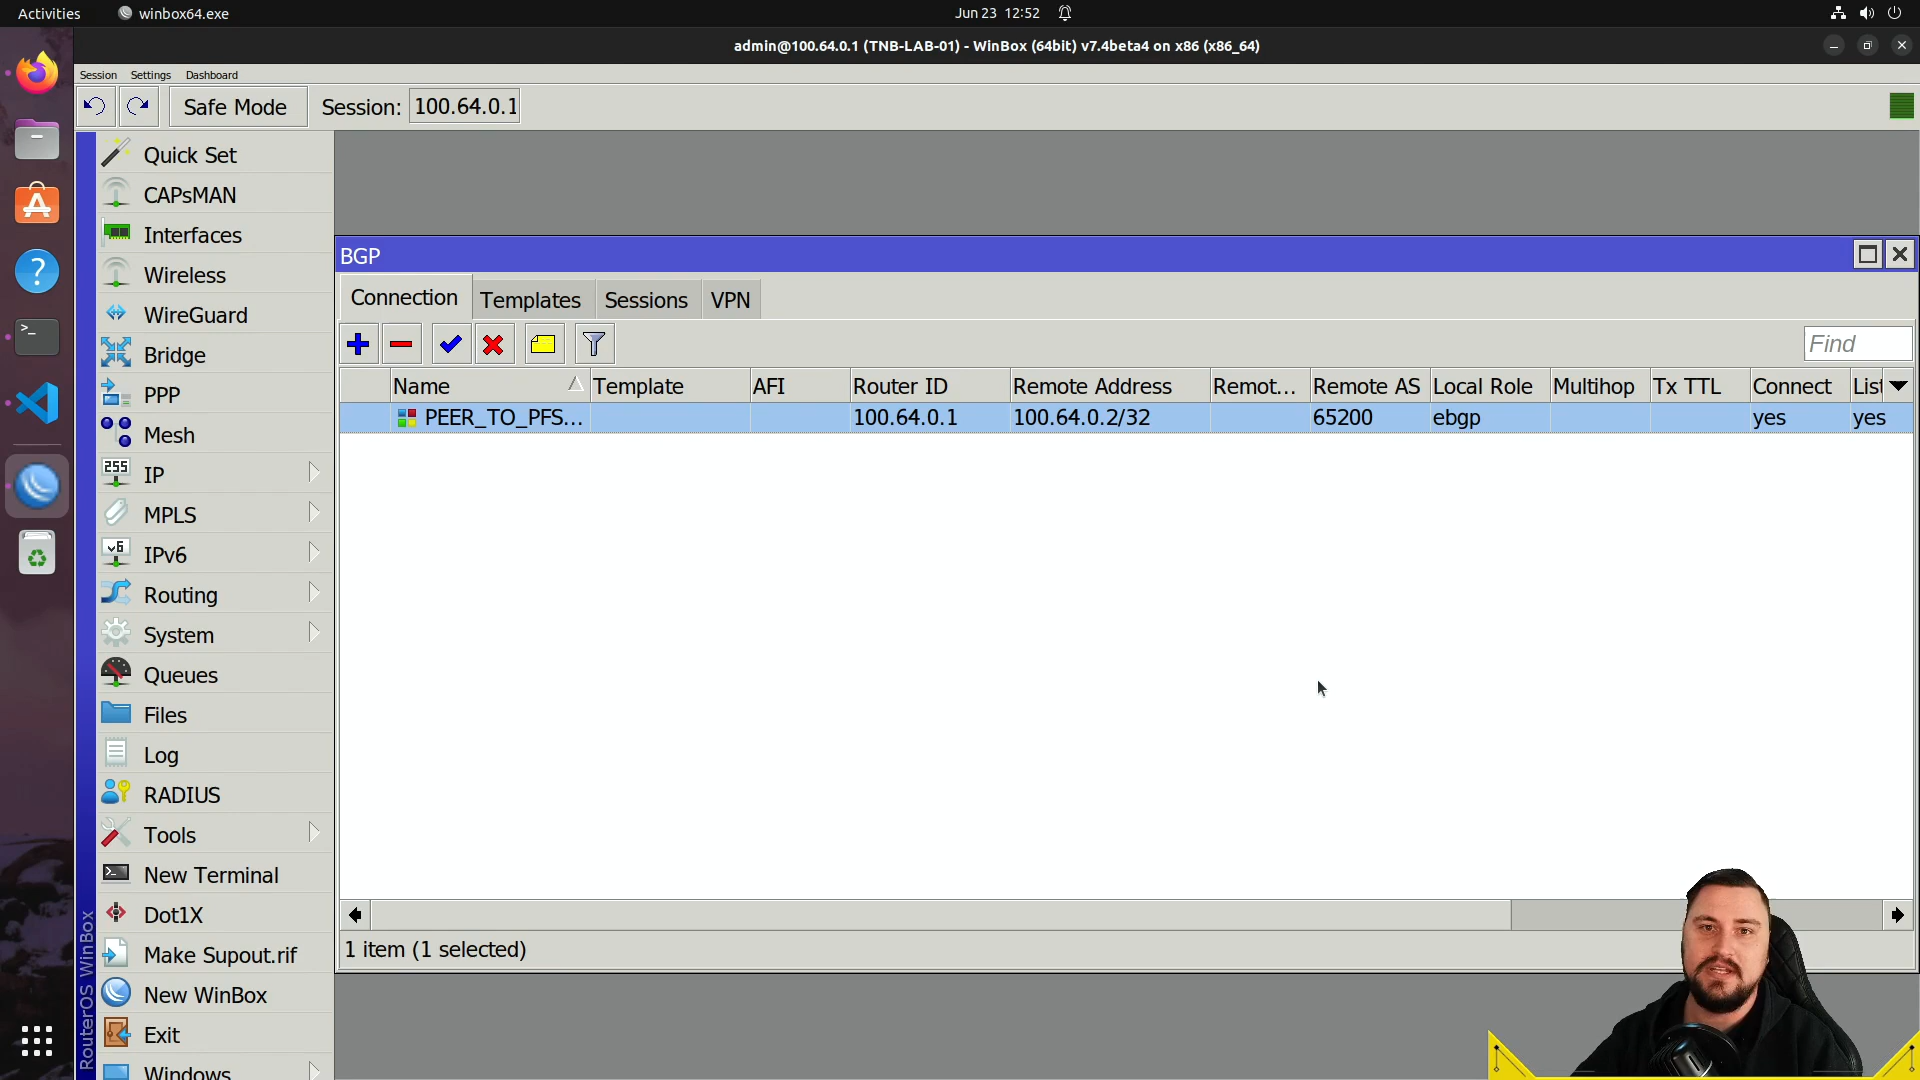 Activities winbox64.exe Jun 23 12:52
admin@100.64.0.1 (TNB-LAB-01) - WinBox (64bit) v7.4beta4 on x86 (x86_64)
Session Settings Dashboard
Safe Mode Session: 100.64.0.1
Quick Set
CAPsMAN
Interfaces
Wireless
WireGuard
Bridge
PPP
Mesh
255 IP
MPLS
v6 IPv6
Routing
System
Queues
Files
Log
RADIUS
Tools
New Terminal
Dot1X
Make Supout.rif
New WinBox
Exit
Windows
RouterOS WinBox
BGP
Connection Templates Sessions VPN
Find
Name Template AFI Router ID Remote Address Remot... Remote AS Local Role Multihop Tx TTL Connect List
PEER_TO_PFS... 100.64.0.1 100.64.0.2/32 65200 ebgp yes yes
1 item (1 selected)